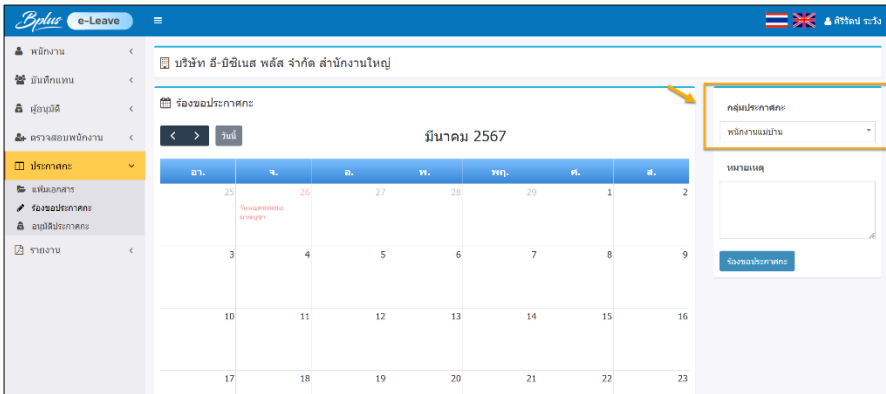 Bplus e-Leave
ศิริรัตน์ ระวัง
พนักงาน
บันทึกแทน
ผู้อนุมัติ
ตรวจสอบพนักงาน
ประกาศกะ
แฟ้มเอกสาร
ร้องขอประกาศกะ
อนุมัติประกาศกะ
รายงาน
บริษัท อี-บิซิเนส พลัส จำกัด สำนักงานใหญ่
ร้องขอประกาศกะ
วันนี้
มีนาคม 2567
อา. จ. อ. พ. พฤ. ศ. ส.
25 26 27 28 29 1 2
3 4 5 6 7 8 9
10 11 12 13 14 15 16
17 18 19 20 21 22 23
กลุ่มประกาศกะ
พนักงานแม่บ้าน
หมายเหตุ
ร้องขอประกาศกะ